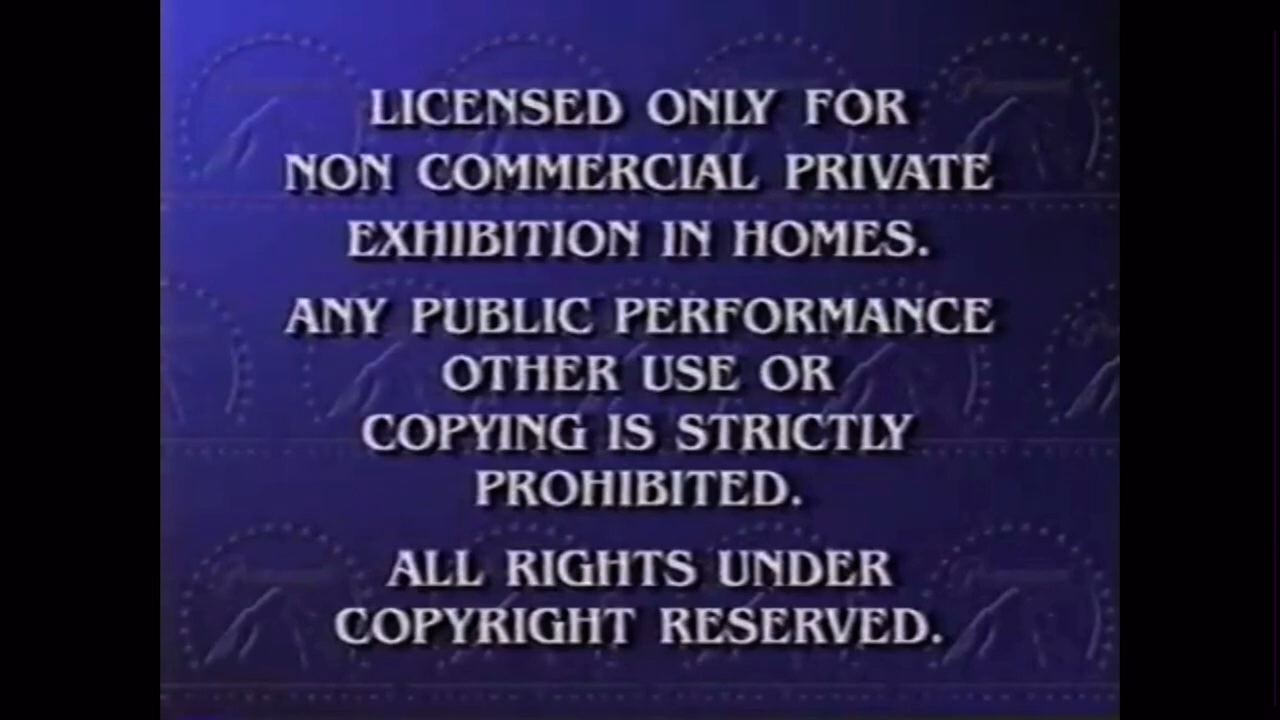 LICENSED ONLY FOR
NON COMMERCIAL PRIVATE
EXHIBITION IN HOMES.
ANY PUBLIC PERFORMANCE
OTHER USE OR
COPYING IS STRICTLY
PROHIBITED.
ALL RIGHTS UNDER
COPYRIGHT RESERVED.